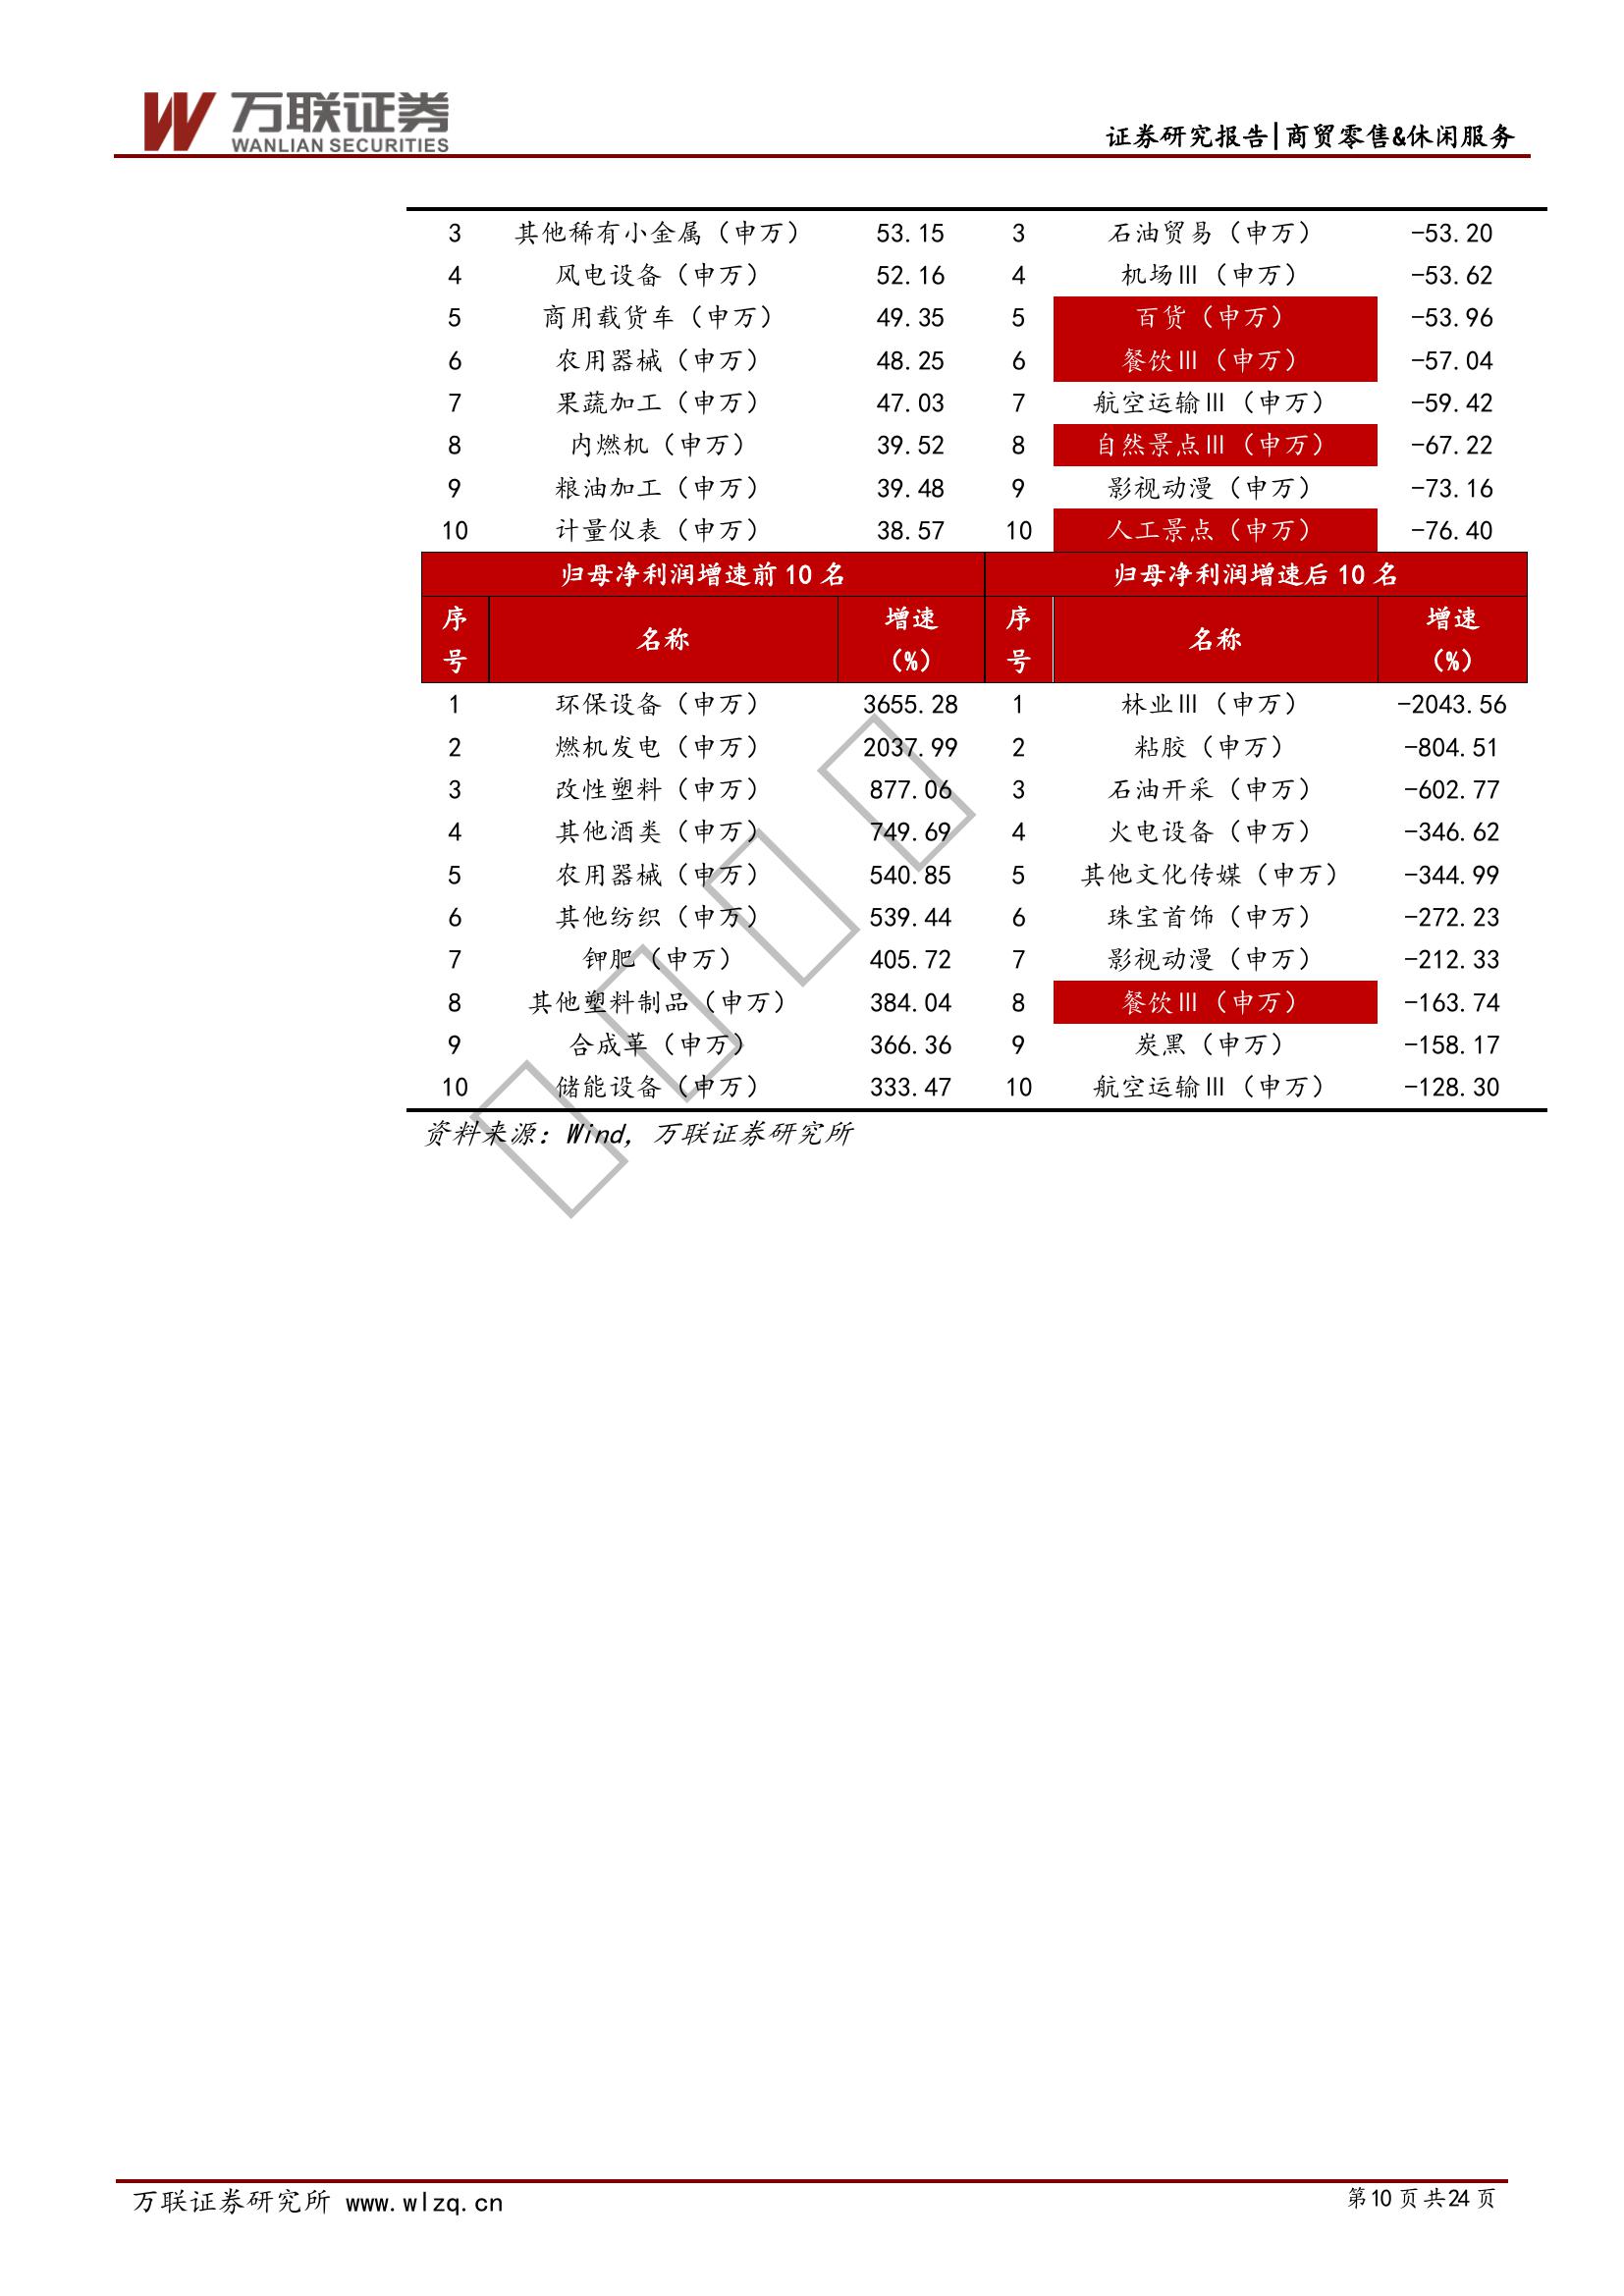 万联证券
WANLIAN SECURITIES
证券研究报告|商贸零售&休闲服务
3 其他稀有小金属（申万） 53.15 3 石油贸易（申万） -53.20
4 风电设备（申万） 52.16 4 机场Ⅲ（申万） -53.62
5 商用载货车（申万） 49.35 5 百货（申万） -53.96
6 农用器械（申万） 48.25 6 餐饮Ⅲ（申万） -57.04
7 果蔬加工（申万） 47.03 7 航空运输Ⅲ（申万） -59.42
8 内燃机（申万） 39.52 8 自然景点Ⅲ（申万） -67.22
9 粮油加工（申万） 39.48 9 影视动漫（申万） -73.16
10 计量仪表（申万） 38.57 10 人工景点（申万） -76.40
归母净利润增速前 10 名 归母净利润增速后 10 名
序号 名称 增速（%） 序号 名称 增速（%）
1 环保设备（申万） 3655.28 1 林业Ⅲ（申万） -2043.56
2 燃机发电（申万） 2037.99 2 粘胶（申万） -804.51
3 改性塑料（申万） 877.06 3 石油开采（申万） -602.77
4 其他酒类（申万） 749.69 4 火电设备（申万） -346.62
5 农用器械（申万） 540.85 5 其他文化传媒（申万） -344.99
6 其他纺织（申万） 539.44 6 珠宝首饰（申万） -272.23
7 钾肥（申万） 405.72 7 影视动漫（申万） -212.33
8 其他塑料制品（申万） 384.04 8 餐饮Ⅲ（申万） -163.74
9 合成革（申万） 366.36 9 炭黑（申万） -158.17
10 储能设备（申万） 333.47 10 航空运输Ⅲ（申万） -128.30
资料来源：Wind，万联证券研究所
万联证券研究所 www.wlzq.cn
第10页共24页